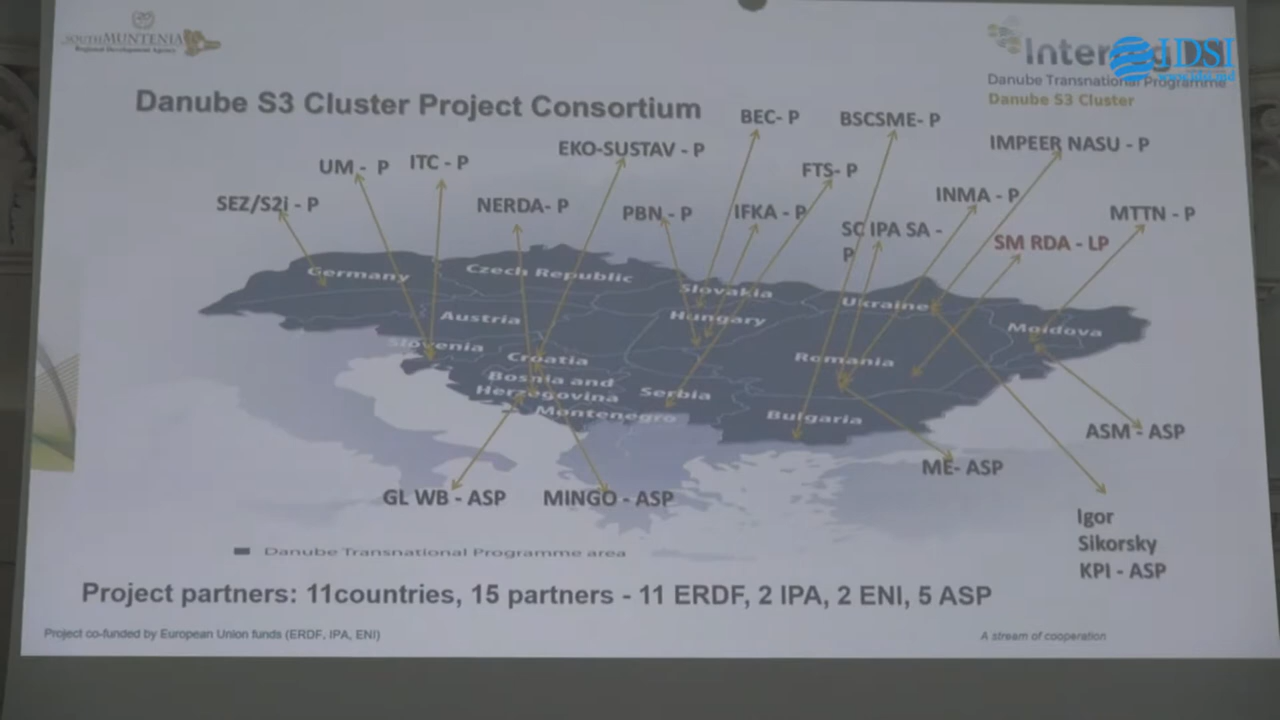 SOUTH MUNTENIA
Regional Development Agency
Inter
IDSI
www.idsi.md
Danube Transnational Programme
Danube S3 Cluster
Danube S3 Cluster Project Consortium
BEC- P
BSCSME- P
IMPEER NASU - P
EKO-SUSTAV - P
UM - P
ITC - P
FTS- P
INMA - P
SEZ/S2i - P
NERDA- P
PBN - P
IFKA - P
MTTN - P
SC IPA SA -
P
SM RDA - LP
Germany
Czech Republic
Slovakia
Ukraine
Austria
Hungary
Moldova
Slovenia
Croatia
Romania
Bosnia and
Herzegovina
Serbia
Montenegro
Bulgaria
ASM - ASP
ME- ASP
GL WB - ASP
MINGO - ASP
Igor
Sikorsky
KPI - ASP
Danube Transnational Programme area
Project partners: 11countries, 15 partners - 11 ERDF, 2 IPA, 2 ENI, 5 ASP
Project co-funded by European Union funds (ERDF, IPA, ENI)
A stream of cooperation